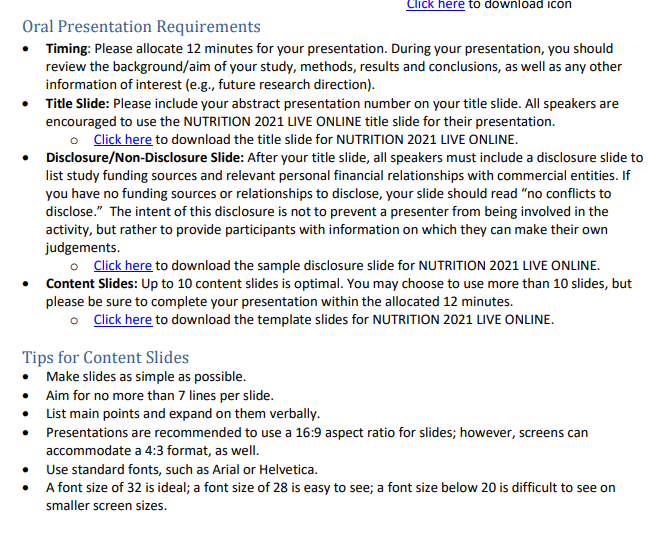 Click here to download icon
Oral Presentation Requirements
• Timing: Please allocate 12 minutes for your presentation. During your presentation, you should
review the background/aim of your study, methods, results and conclusions, as well as any other
information of interest (e.g., future research direction).
• Title Slide: Please include your abstract presentation number on your title slide. All speakers are
encouraged to use the NUTRITION 2021 LIVE ONLINE title slide for their presentation.
o Click here to download the title slide for NUTRITION 2021 LIVE ONLINE.
• Disclosure/Non-Disclosure Slide: After your title slide, all speakers must include a disclosure slide to
list study funding sources and relevant personal financial relationships with commercial entities. If
you have no funding sources or relationships to disclose, your slide should read “no conflicts to
disclose.” The intent of this disclosure is not to prevent a presenter from being involved in the
activity, but rather to provide participants with information on which they can make their own
judgements.
o Click here to download the sample disclosure slide for NUTRITION 2021 LIVE ONLINE.
• Content Slides: Up to 10 content slides is optimal. You may choose to use more than 10 slides, but
please be sure to complete your presentation within the allocated 12 minutes.
o Click here to download the template slides for NUTRITION 2021 LIVE ONLINE.
Tips for Content Slides
• Make slides as simple as possible.
• Aim for no more than 7 lines per slide.
• List main points and expand on them verbally.
• Presentations are recommended to use a 16:9 aspect ratio for slides; however, screens can
accommodate a 4:3 format, as well.
• Use standard fonts, such as Arial or Helvetica.
• A font size of 32 is ideal; a font size of 28 is easy to see; a font size below 20 is difficult to see on
smaller screen sizes.